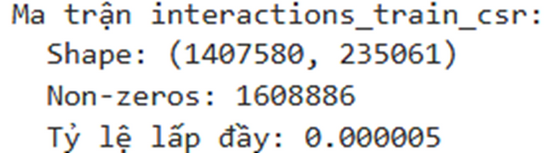 Ma trận interactions_train_csr:
Shape: (1407580, 235061)
Non-zeros: 1608886
Tỷ lệ lấp đầy: 0.000005